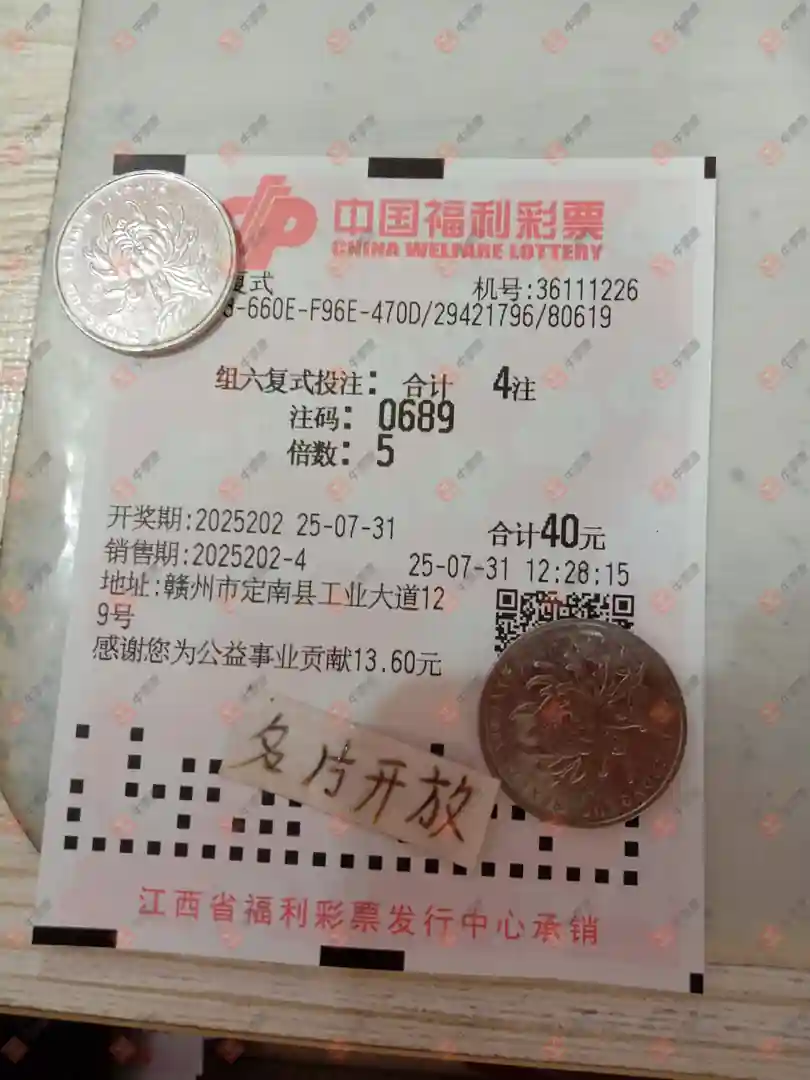 中国福利彩票
CHINA WELFARE LOTTERY
复式 机号:36111226
-660E-F96E-470D/29421796/80619
组六复式投注: 合计 4注
注码: 0689
倍数: 5
开奖期:2025202 25-07-31 合计40元
销售期:2025202-4 25-07-31 12:28:15
地址:赣州市定南县工业大道12
9号
感谢您为公益事业贡献13.60元
名片开放
江西省福利彩票发行中心承销